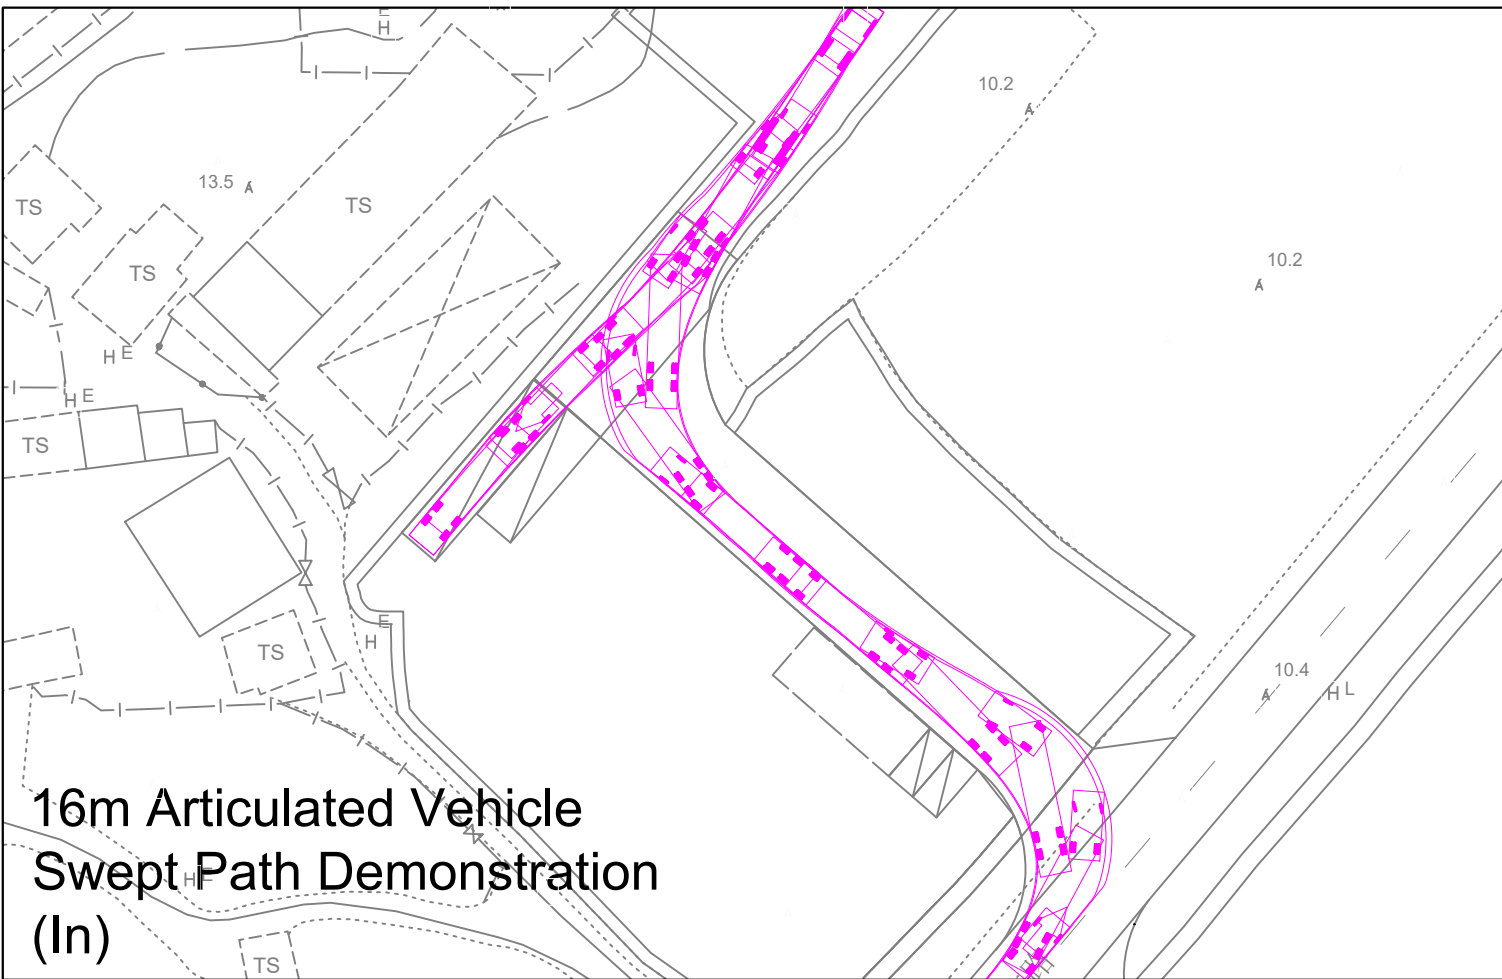 E
H
10.2
A
13.5 A
TS
TS
10.2
A
TS
H E
H E
TS
E
H
TS
10.4
A
H L
16m Articulated Vehicle
Swept Path Demonstration
(In)
H E
TS
H